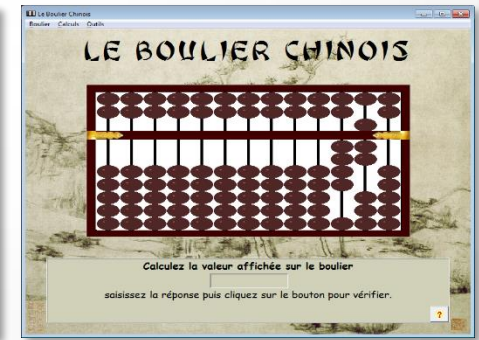 Le Boulier Chinois
Boulier Calculs Outils
LE BOULIER CHINOIS
Calculez la valeur affichée sur le boulier
saisissez la réponse puis cliquez sur le bouton pour vérifier.
?